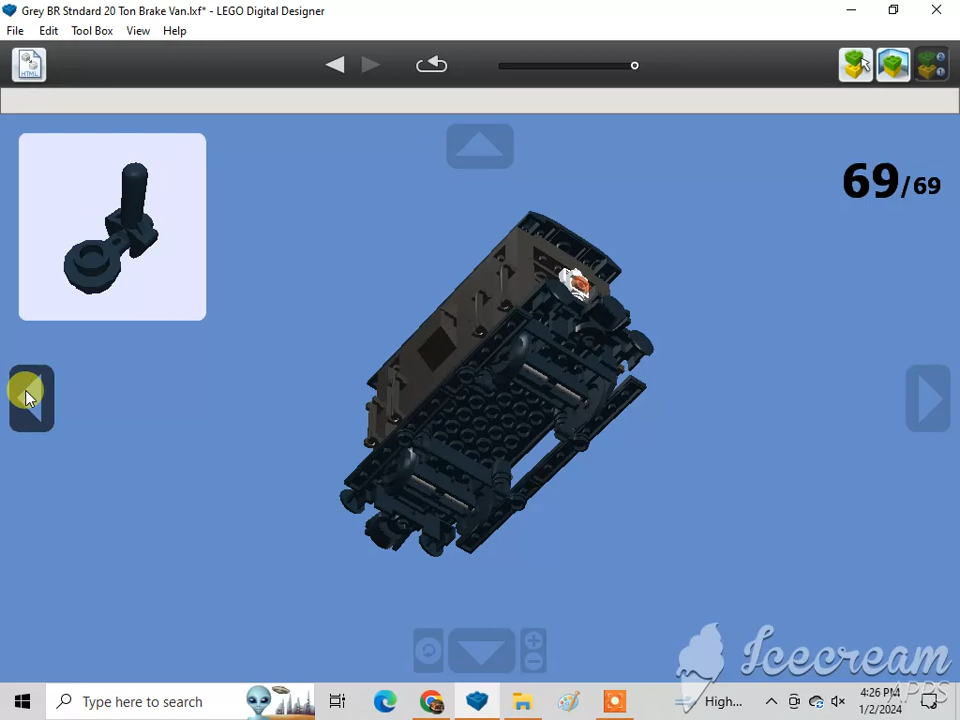 Grey BR Stndard 20 Ton Brake Van.lxf* - LEGO Digital Designer
File Edit Tool Box View Help
HTML
69/69
Icecream
APPS
Type here to search
High...
4:26 PM
1/2/2024